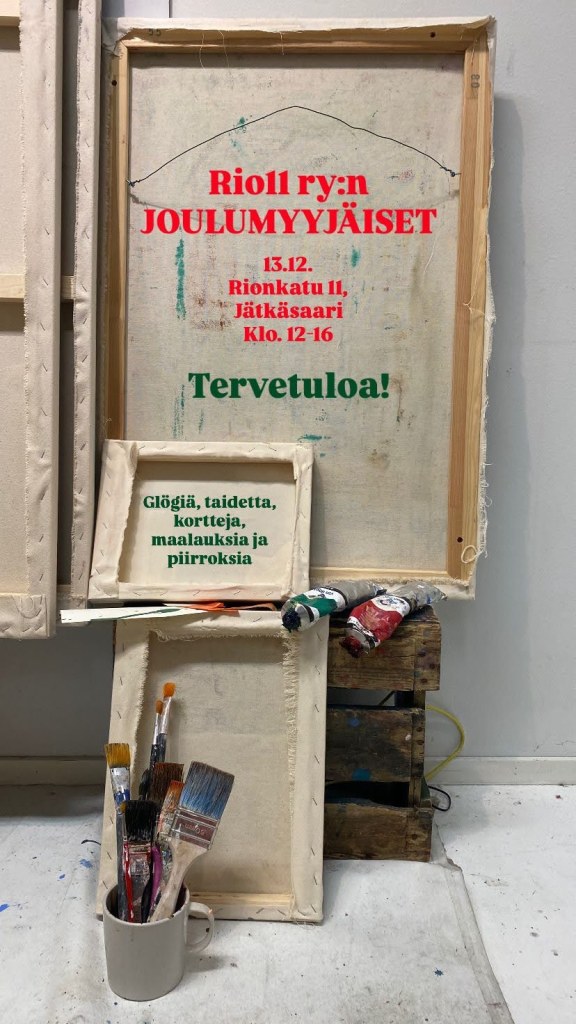 Rio11 ry:n
JOULUMYYJÄISET
13.12.
Rionkatu 11,
Jätkäsaari
Klo. 12-16
Tervetuloa!
Glögiä, taidetta,
kortteja,
maalauksia ja
piirroksia